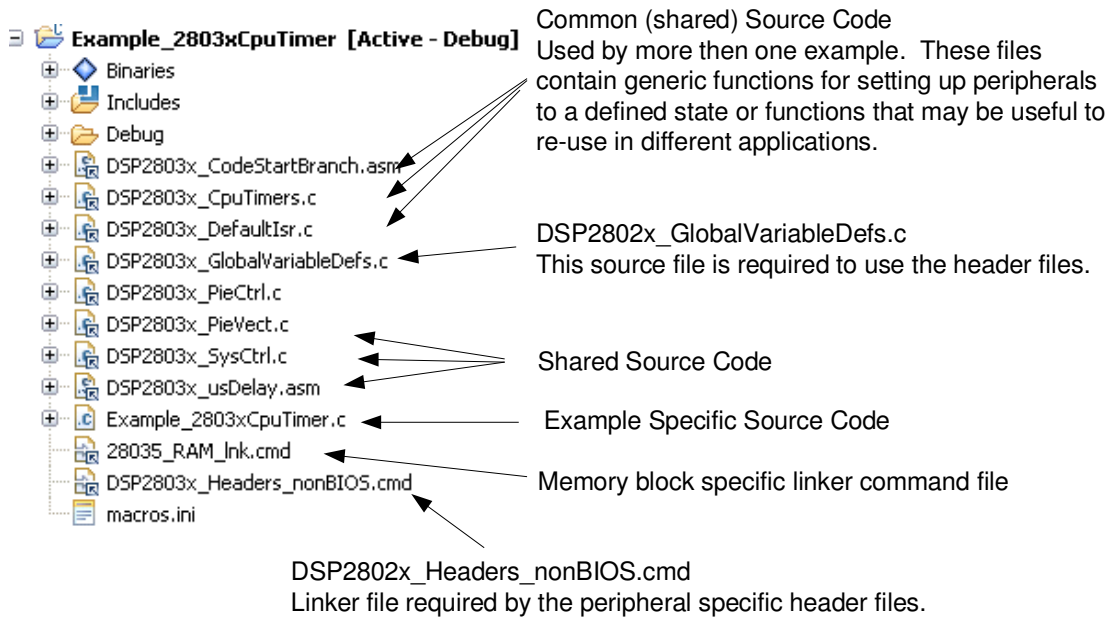 Common (shared) Source Code
Example_2803xCpuTimer [Active - Debug]
Used by more then one example. These files
Binaries
contain generic functions for setting up peripherals
Includes
to a defined state or functions that may be useful to
Debug
re-use in different applications.
DSP2803x_CodeStartBranch.asm
DSP2803x_CpuTimers.c
DSP2803x_DefaultIsr.c
DSP2802x_GlobalVariableDefs.c
DSP2803x_GlobalVariableDefs.c
This source file is required to use the header files.
DSP2803x_PieCtrl.c
DSP2803x_PieVect.c
DSP2803x_SysCtrl.c
Shared Source Code
DSP2803x_usDelay.asm
Example_2803xCpuTimer.c
Example Specific Source Code
28035_RAM_lnk.cmd
DSP2803x_Headers_nonBIOS.cmd
Memory block specific linker command file
macros.ini
DSP2802x_Headers_nonBIOS.cmd
Linker file required by the peripheral specific header files.